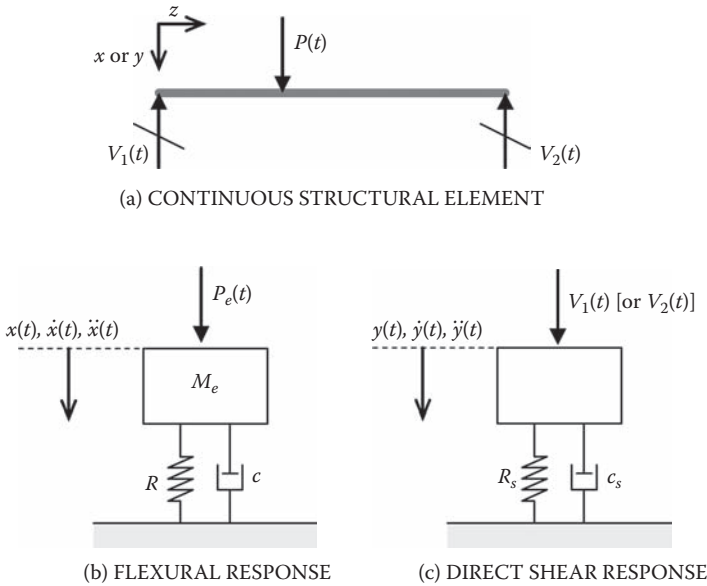 z
x or y
P(t)
V₁(t)
V₂(t)
(a) CONTINUOUS STRUCTURAL ELEMENT
Pₑ(t)
x(t), ẋ(t), ẍ(t)
Mₑ
R
c
(b) FLEXURAL RESPONSE
V₁(t) [or V₂(t)]
y(t), ẏ(t), ÿ(t)
Rₛ
cₛ
(c) DIRECT SHEAR RESPONSE